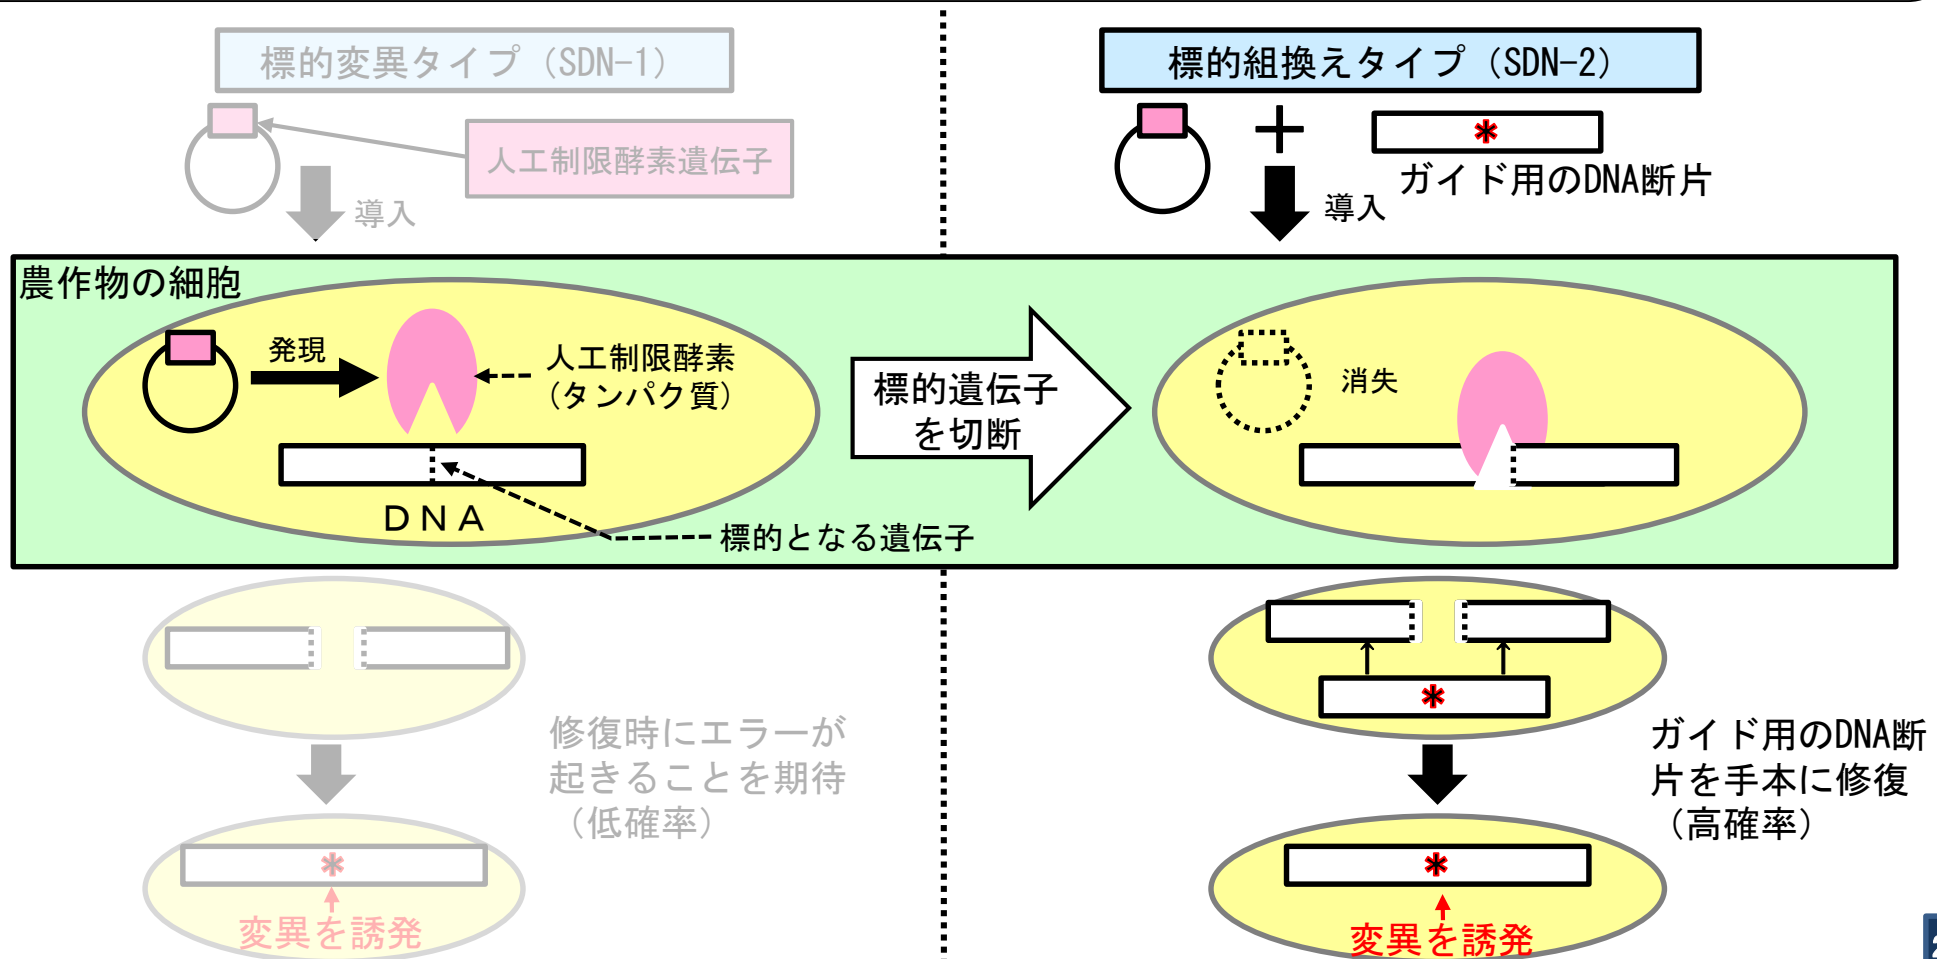 標的変異タイプ（SDN-1）
人工制限酵素遺伝子
導入
標的組換えタイプ（SDN-2）
ガイド用のDNA断片
導入
農作物の細胞
発現
人工制限酵素
(タンパク質)
DNA
標的となる遺伝子
標的遺伝子
を切断
消失
修復時にエラーが
起きることを期待
（低確率）
変異を誘発
ガイド用のDNA断
片を手本に修復
（高確率）
変異を誘発